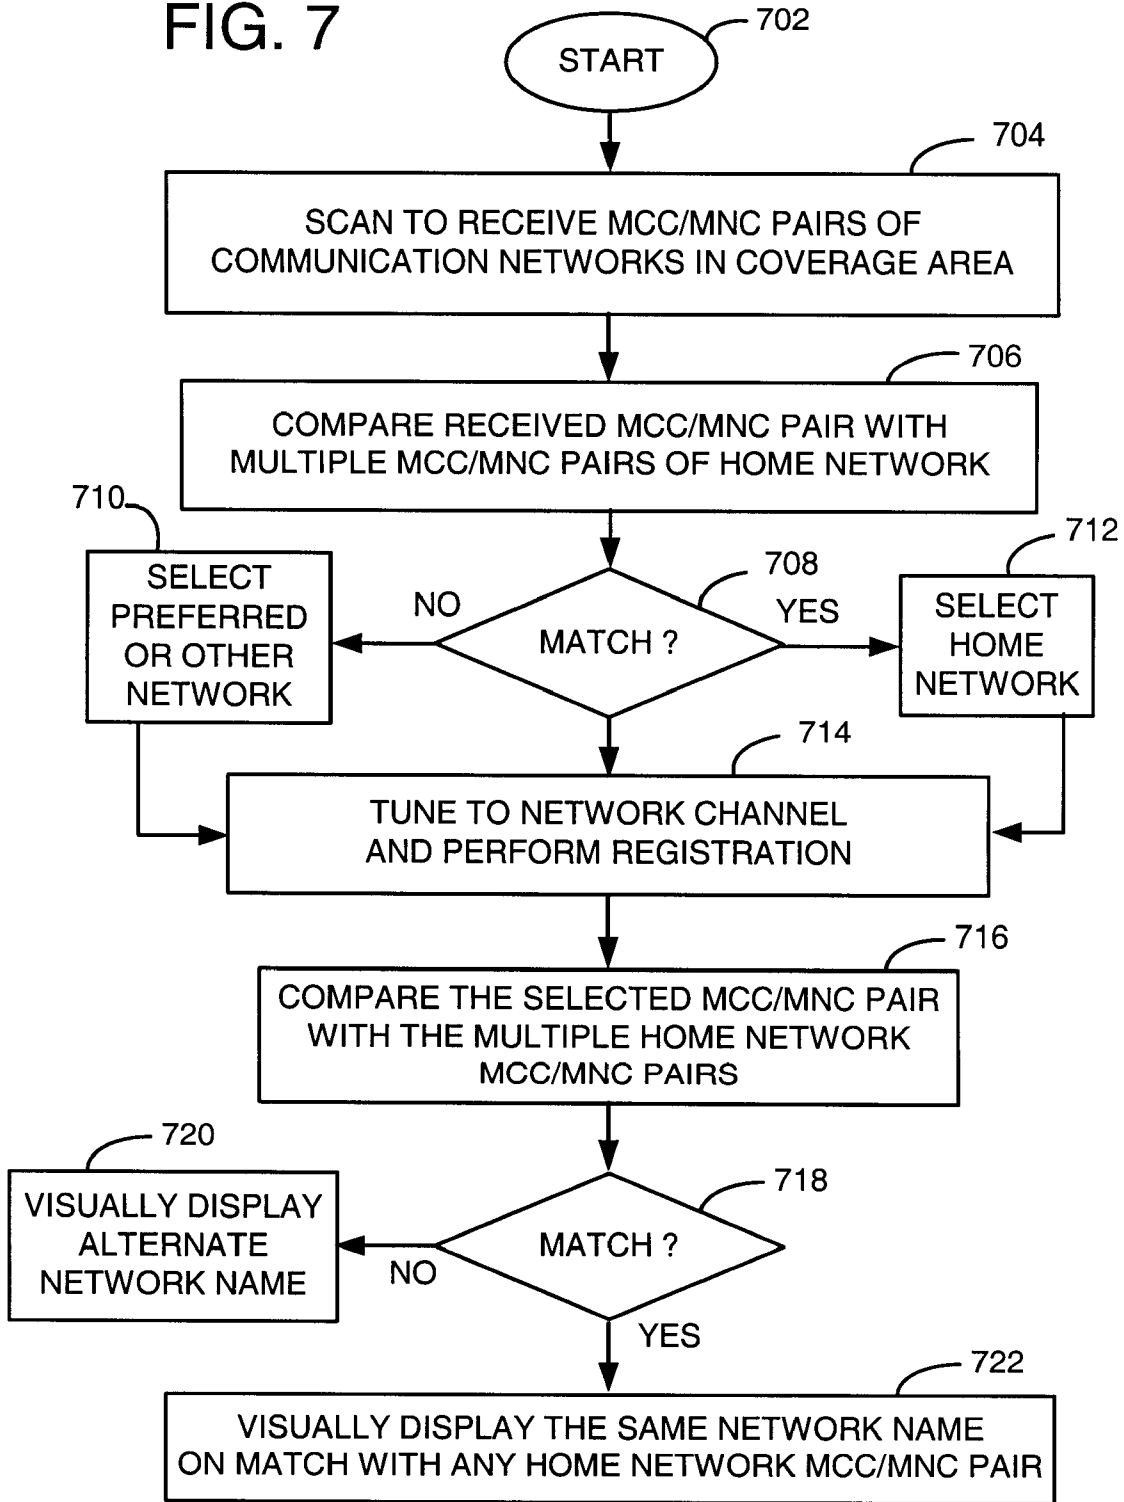 FIG. 7
702
START
704
SCAN TO RECEIVE MCC/MNC PAIRS OF
COMMUNICATION NETWORKS IN COVERAGE AREA
706
COMPARE RECEIVED MCC/MNC PAIR WITH
MULTIPLE MCC/MNC PAIRS OF HOME NETWORK
710
SELECT
PREFERRED
OR OTHER
NETWORK
NO
708
MATCH ?
YES
712
SELECT
HOME
NETWORK
714
TUNE TO NETWORK CHANNEL
AND PERFORM REGISTRATION
716
COMPARE THE SELECTED MCC/MNC PAIR
WITH THE MULTIPLE HOME NETWORK
MCC/MNC PAIRS
720
VISUALLY DISPLAY
ALTERNATE
NETWORK NAME
NO
718
MATCH ?
YES
722
VISUALLY DISPLAY THE SAME NETWORK NAME
ON MATCH WITH ANY HOME NETWORK MCC/MNC PAIR